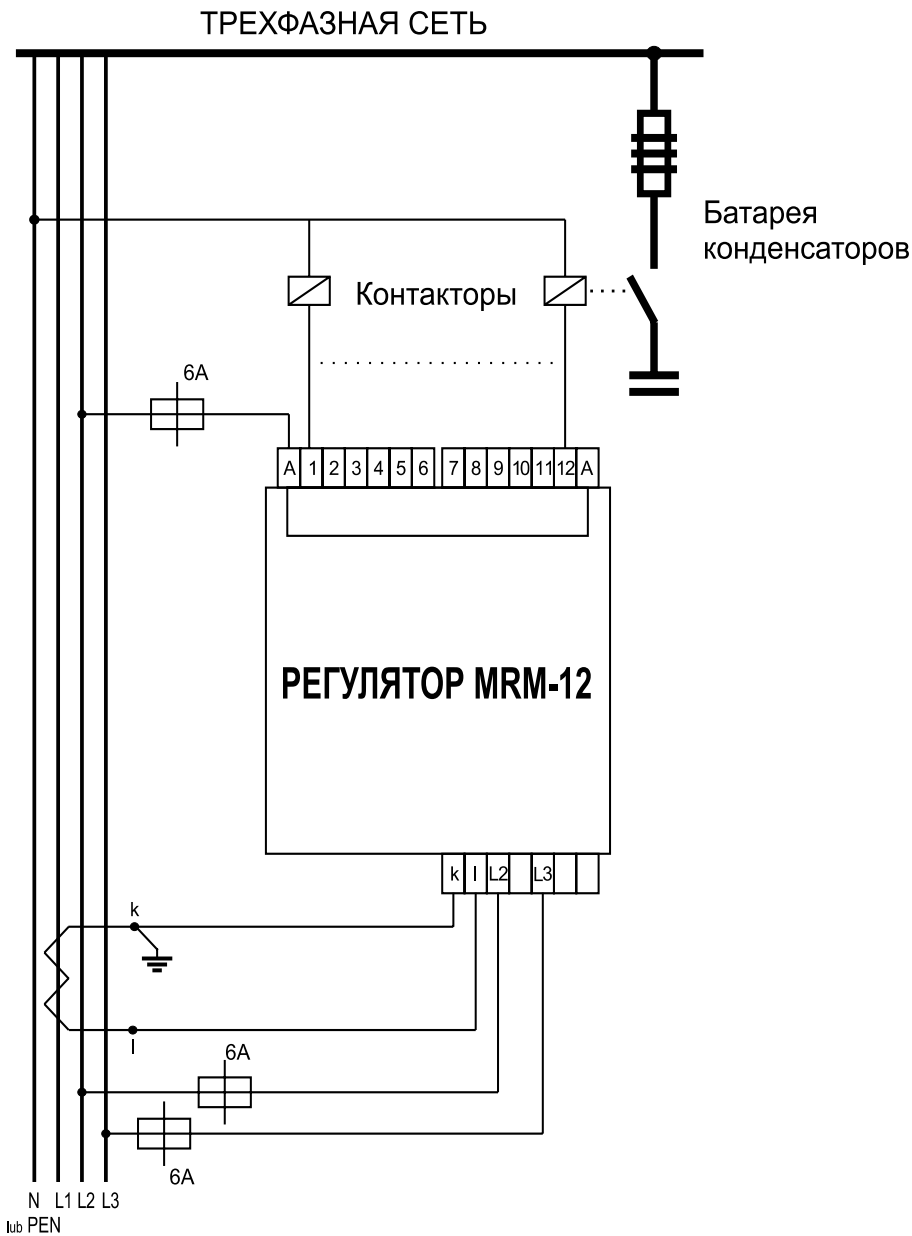 ТРЕХФАЗНАЯ СЕТЬ
Батарея
конденсаторов
Контакторы
6A
A 1 2 3 4 5 6 7 8 9 10 11 12 A
РЕГУЛЯТОР MRM-12
k l L2 L3
k
l
6A
6A
N L1 L2 L3
lub PEN